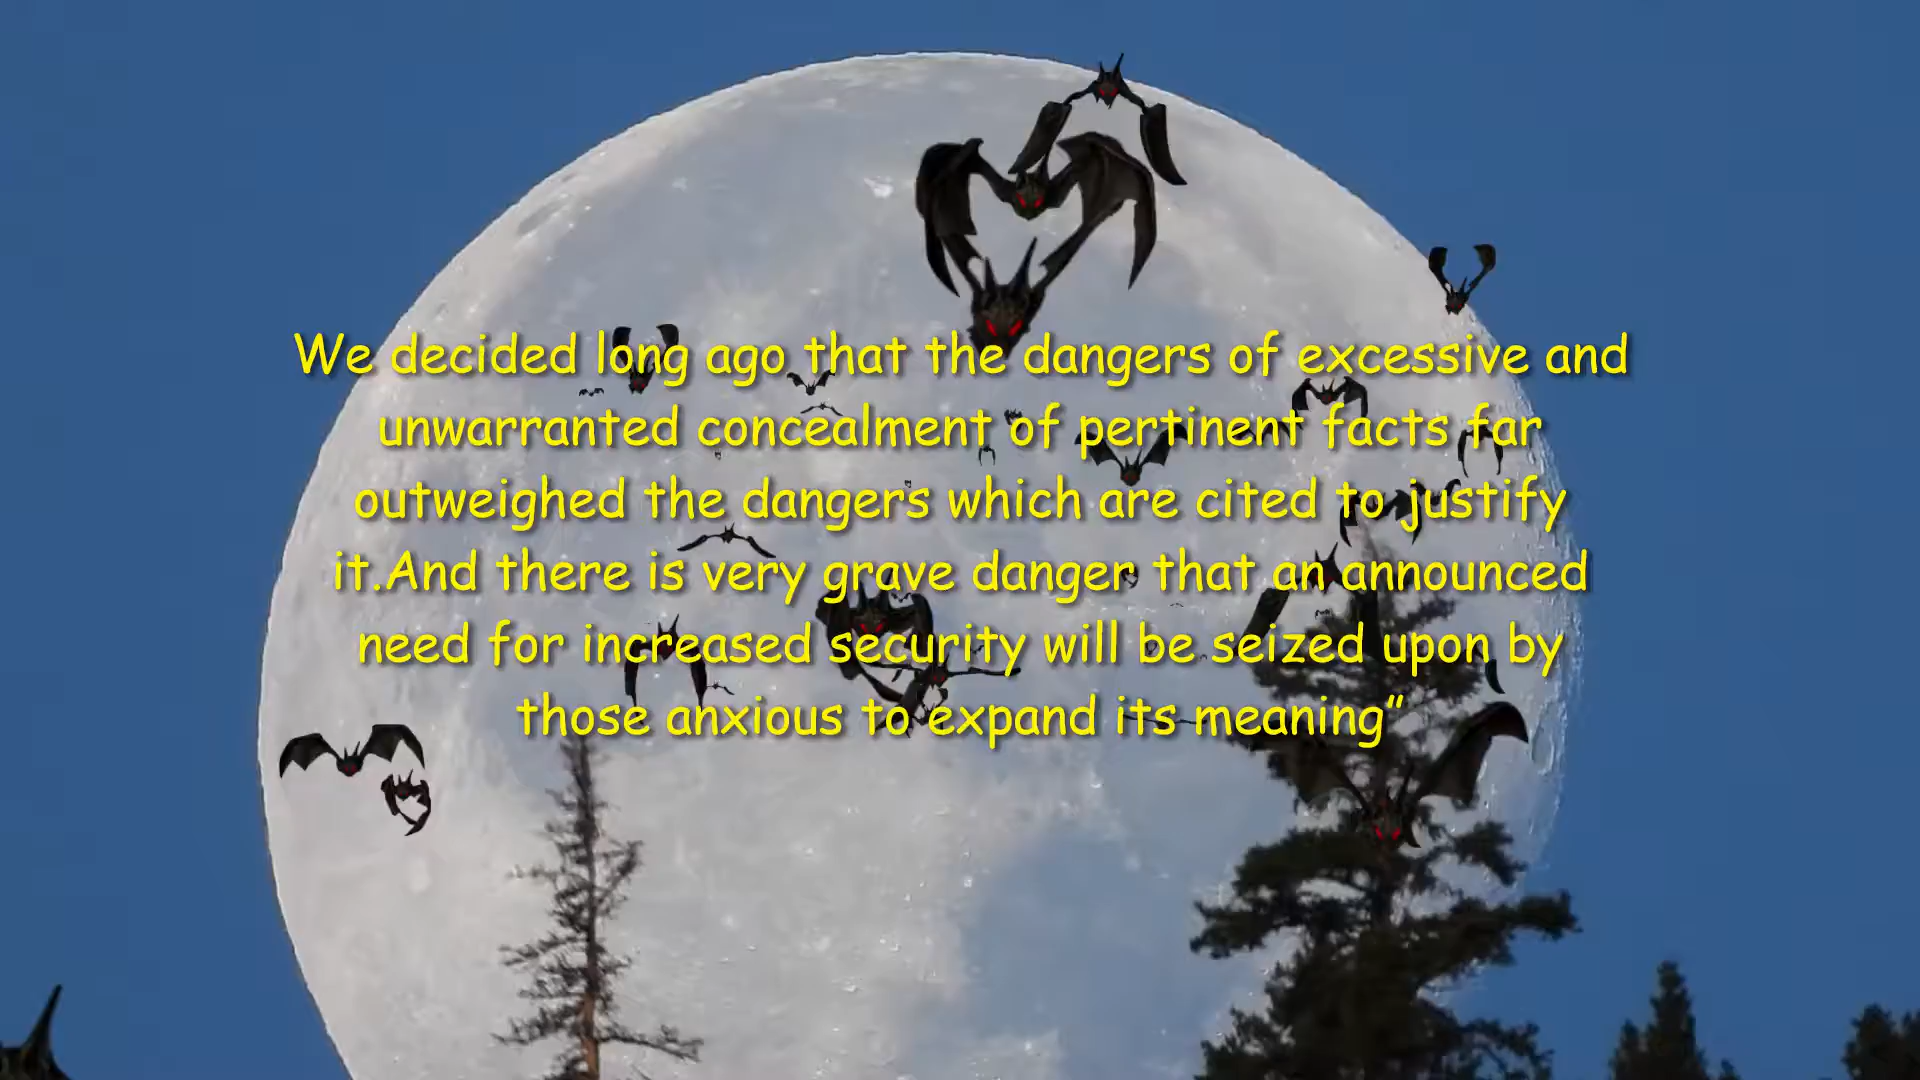 We decided long ago that the dangers of excessive and
unwarranted concealment of pertinent facts far
outweighed the dangers which are cited to justify
it.And there is very grave danger that an announced
need for increased security will be seized upon by
those anxious to expand its meaning”